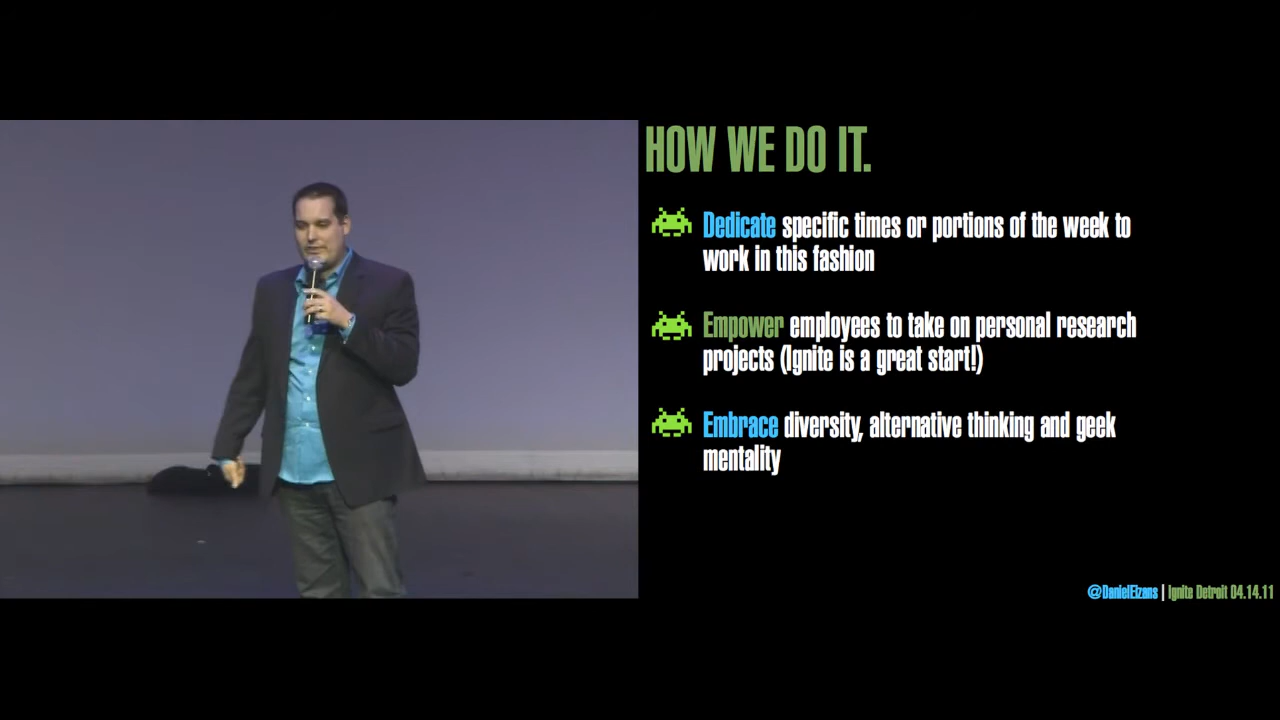 HOW WE DO IT.
Dedicate specific times or portions of the week to
work in this fashion
Empower employees to take on personal research
projects (Ignite is a great start!)
Embrace diversity, alternative thinking and geek
mentality
@DanielEizans | Ignite Detroit 04.14.11